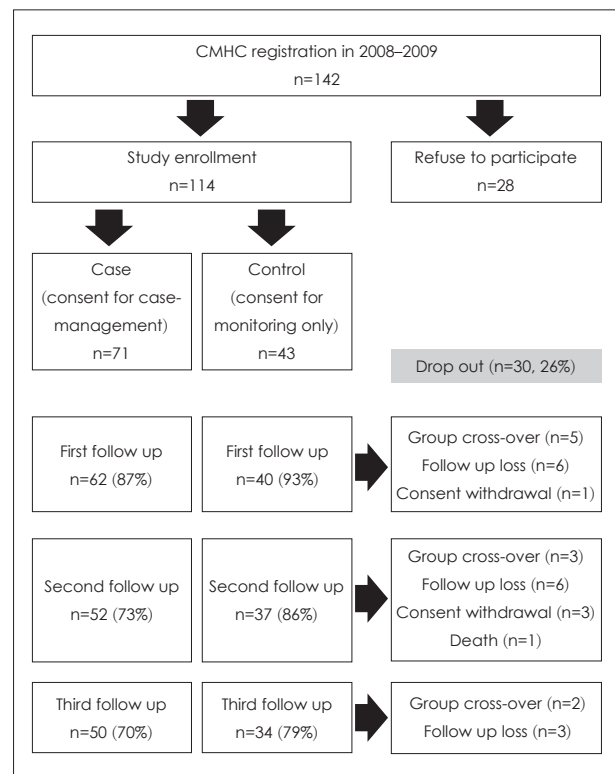 CMHC registration in 2008–2009
n=142
Study enrollment
n=114
Refuse to participate
n=28
Case
(consent for case-
management)
n=71
Control
(consent for
monitoring only)
n=43
Drop out (n=30, 26%)
First follow up
n=62 (87%)
First follow up
n=40 (93%)
Group cross-over (n=5)
Follow up loss (n=6)
Consent withdrawal (n=1)
Second follow up
n=52 (73%)
Second follow up
n=37 (86%)
Group cross-over (n=3)
Follow up loss (n=6)
Consent withdrawal (n=3)
Death (n=1)
Third follow up
n=50 (70%)
Third follow up
n=34 (79%)
Group cross-over (n=2)
Follow up loss (n=3)